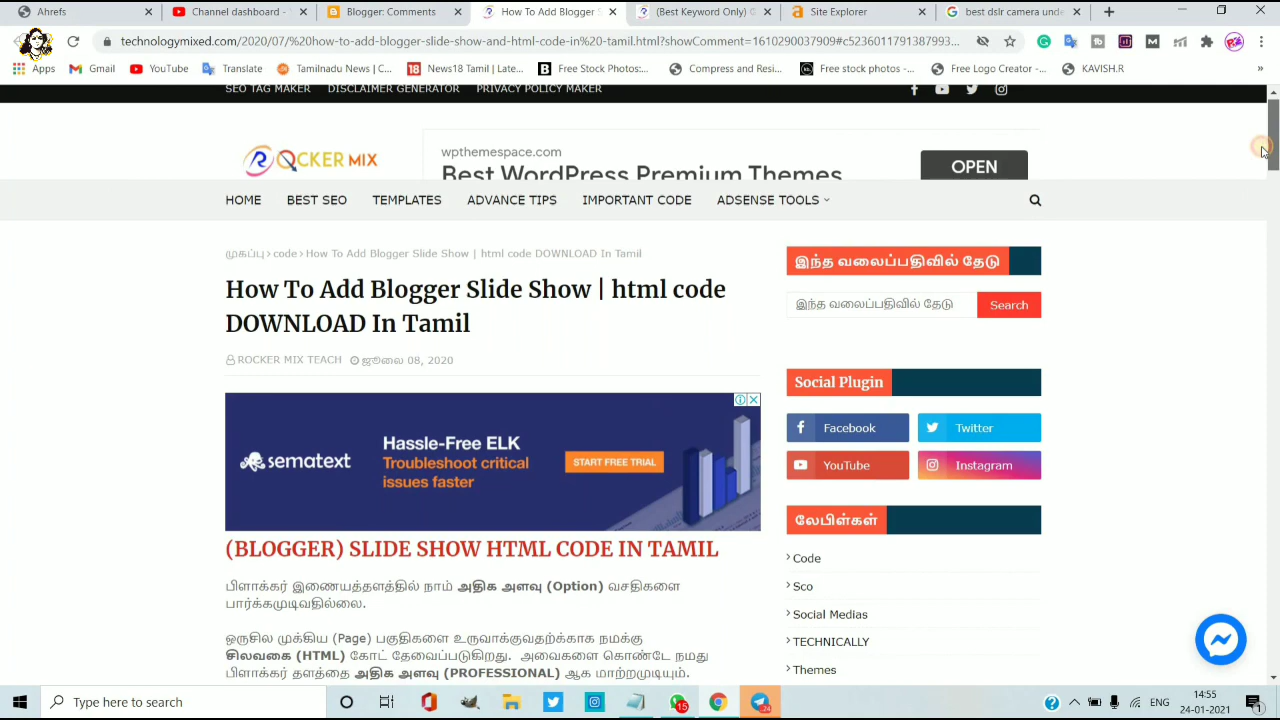 Ahrefs
Channel dashboard -
Blogger: Comments
How To Add Blogger S
(Best Keyword Only) G
Site Explorer
best dslr camera unde
technologymixed.com/2020/07/%20how-to-add-blogger-slide-show-and-html-code-in%20-tamil.html?showComment=1610290037909#c5236011791387993...
Apps
Gmail
YouTube
Translate
Tamilnadu News | C...
18 News18 Tamil | Late...
B Free Stock Photos:...
Compress and Resi...
Free stock photos -...
Free Logo Creator -...
KAVISH.R
SEO TAG MAKER DISCLAIMER GENERATOR PRIVACY POLICY MAKER
ROCKER MIX
wpthemespace.com
Best WordPress Premium Themes
OPEN
HOME BEST SEO TEMPLATES ADVANCE TIPS IMPORTANT CODE ADSENSE TOOLS
முகப்பு › code › How To Add Blogger Slide Show | html code DOWNLOAD In Tamil
How To Add Blogger Slide Show | html code
DOWNLOAD In Tamil
ROCKER MIX TEACH ஜூலை 08, 2020
sematext
Hassle-Free ELK
Troubleshoot critical
issues faster
START FREE TRIAL
(BLOGGER) SLIDE SHOW HTML CODE IN TAMIL
பிளாக்கர் இணையத்தளத்தில் நாம் அதிக அளவு (Option) வசதிகளை
பார்க்கமுடிவதில்லை.
ஒருசில முக்கிய (Page) பகுதிகளை உருவாக்குவதற்க்காக நமக்கு
சிலவகை (HTML) கோட் தேவைப்படுகிறது. அவைகளை கொண்டே நமது
பிளாக்கர் தளத்தை அதிக அளவு (PROFESSIONAL) ஆக மாற்றமுடியும்.
இந்த வலைப்பதிவில் தேடு
இந்த வலைப்பதிவில் தேடு
Search
Social Plugin
Facebook
Twitter
YouTube
Instagram
லேபிள்கள்
Code
Sco
Social Medias
TECHNICALLY
Themes
Type here to search
15
24
ENG
14:55
24-01-2021
1